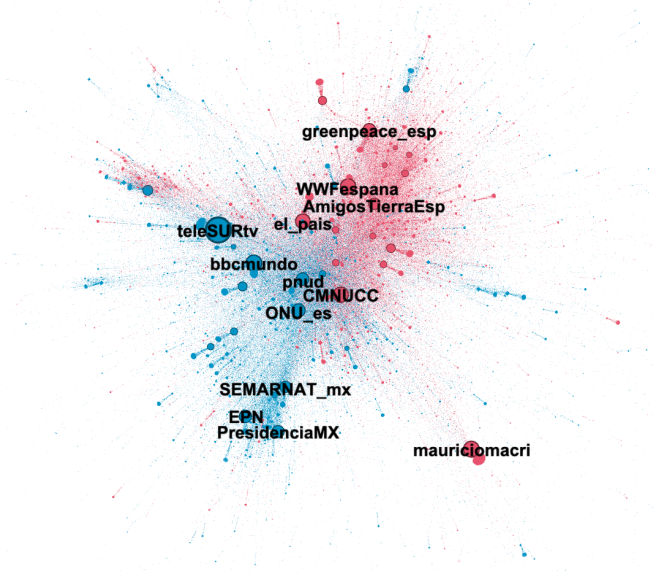 greenpeace_esp
WWFespana
AmigosTierraEsp
el_pais
teleSURtv
bbcmundo
pnud
CMNUCC
ONU_es
SEMARNAT_mx
EPN
PresidenciaMX
mauriciomacri